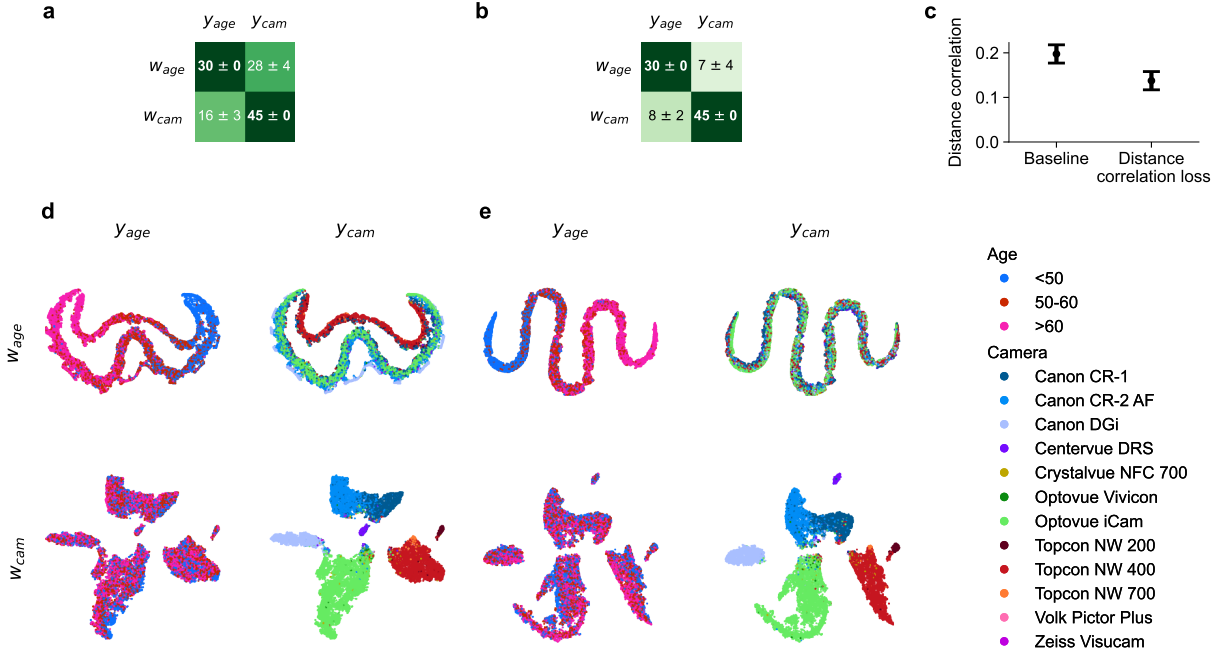 a
y_age y_cam
w_age 30 ± 0 28 ± 4
w_cam 16 ± 3 45 ± 0
b
y_age y_cam
w_age 30 ± 0 7 ± 4
w_cam 8 ± 2 45 ± 0
c
Distance correlation
0.2
0.1
0.0
Baseline
Distance
correlation loss
d
y_age y_cam
w_age
w_cam
e
y_age y_cam
Age
<50
50-60
>60
Camera
Canon CR-1
Canon CR-2 AF
Canon DGi
Centervue DRS
Crystalvue NFC 700
Optovue Vivicon
Optovue iCam
Topcon NW 200
Topcon NW 400
Topcon NW 700
Volk Pictor Plus
Zeiss Visucam